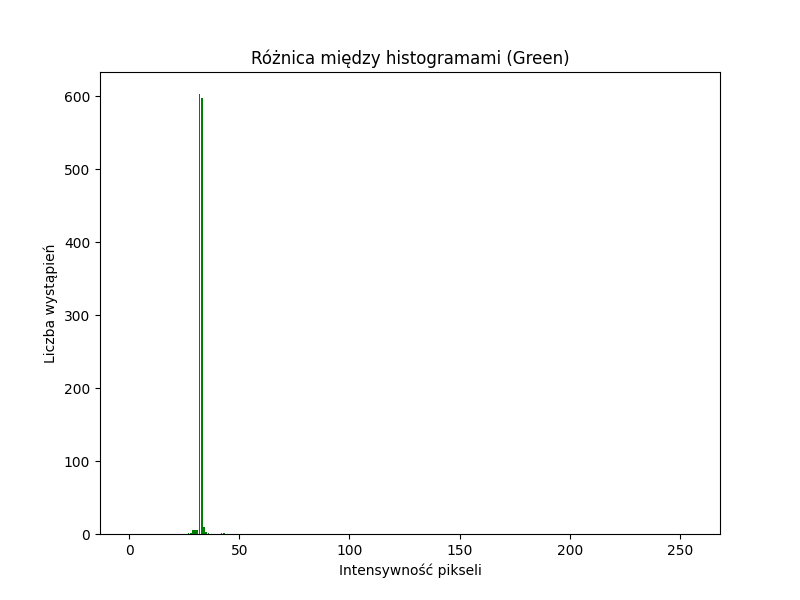 Różnica między histogramami (Green)
Liczba wystąpień
600
500
400
300
200
100
0
0 50 100 150 200 250
Intensywność pikseli